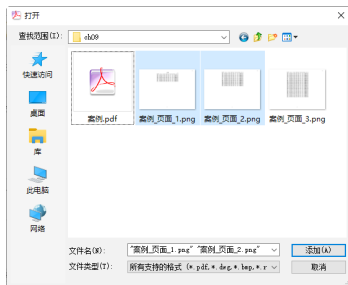 打开
查找范围(I):
ch09
快速访问
桌面
库
此电脑
网络
案例.pdf
案例_页面_1.png
案例_页面_2.png
案例_页面_3.png
文件名(N):
"案例_页面_1.png" "案例_页面_2.png"
添加(A)
文件类型(T):
所有支持的格式 (*.pdf,*.dsg,*.bmp,*.r
取消